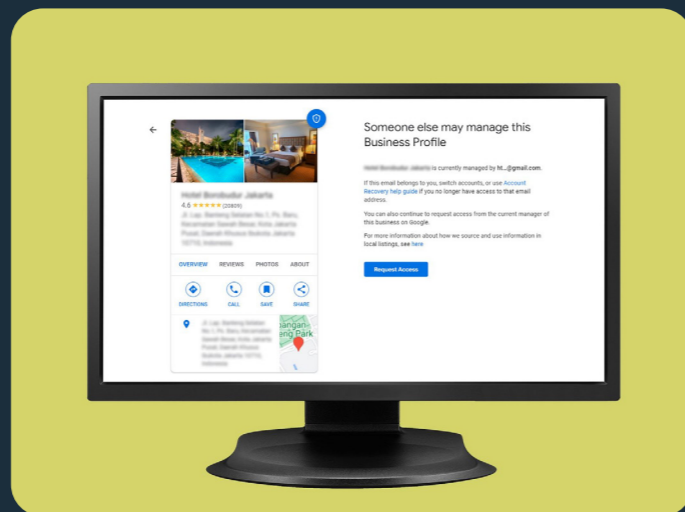 Someone else may manage this
Business Profile
is currently managed by ht...@gmail.com.
If this email belongs to you, switch accounts, or use Account
Recovery help guide if you no longer have access to that email
address.
You can also continue to request access from the current manager of
this business on Google.
For more information about how we source and use information in
local listings, see here
Request Access
4.6 ★★★★★ (22809)
OVERVIEW REVIEWS PHOTOS ABOUT
DIRECTIONS CALL SAVE SHARE